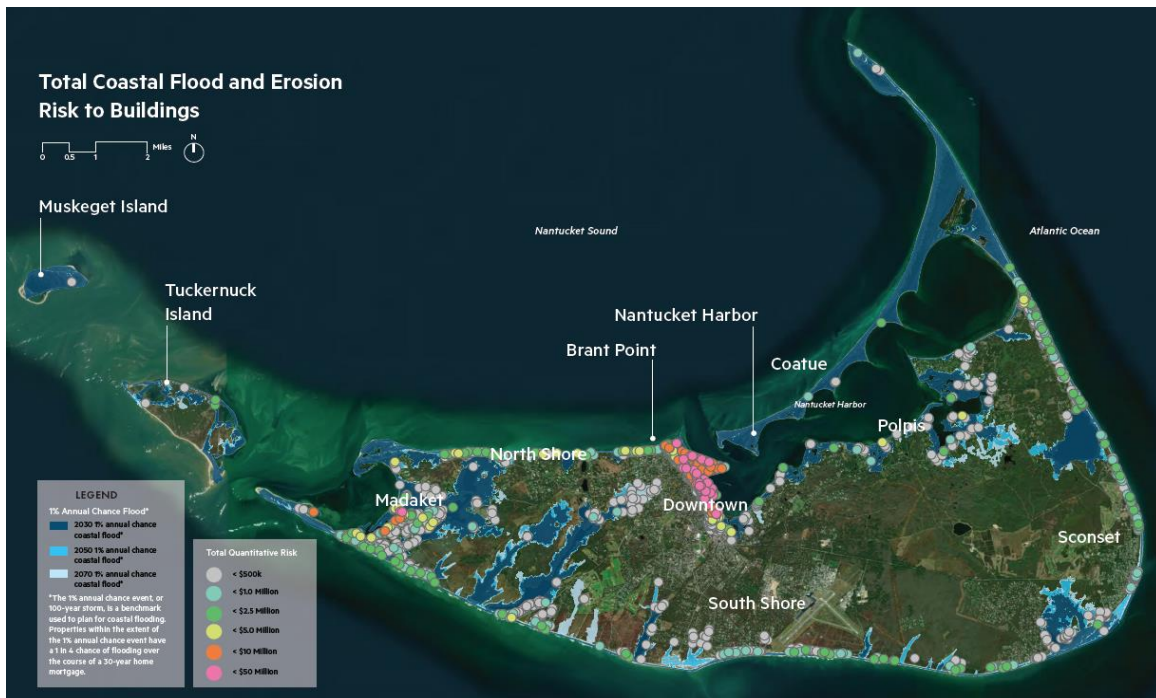 Total Coastal Flood and Erosion
Risk to Buildings
0
0.5
1
2
Miles
N
Muskeget Island
Tuckernuck
Island
Nantucket Sound
Atlantic Ocean
Nantucket Harbor
Brant Point
Coatue
Nantucket Harbor
Polpis
North Shore
Madaket
Downtown
Sconset
South Shore
LEGEND
1% Annual Chance Flood*
2030 1% annual chance
coastal flood*
2050 1% annual chance
coastal flood*
2070 1% annual chance
coastal flood*
*The 1% annual chance event, or
100-year storm, is a benchmark
used to plan for coastal flooding.
Properties within the extent of
the 1% annual chance event have
a 1 in 4 chance of flooding over
the course of a 30-year home
mortgage.
Total Quantitative Risk
< $500k
< $1.0 Million
< $2.5 Million
< $5.0 Million
< $10 Million
< $50 Million